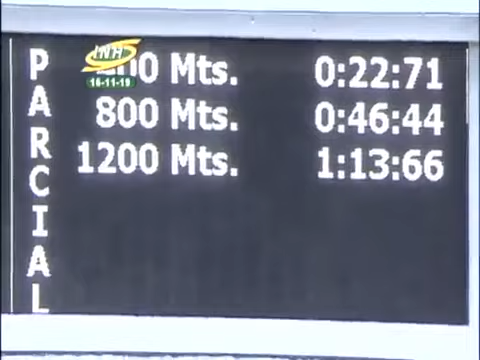 PARCIAL
INH
16-11-19
00 Mts. 0:22:71
800 Mts. 0:46:44
1200 Mts. 1:13:66